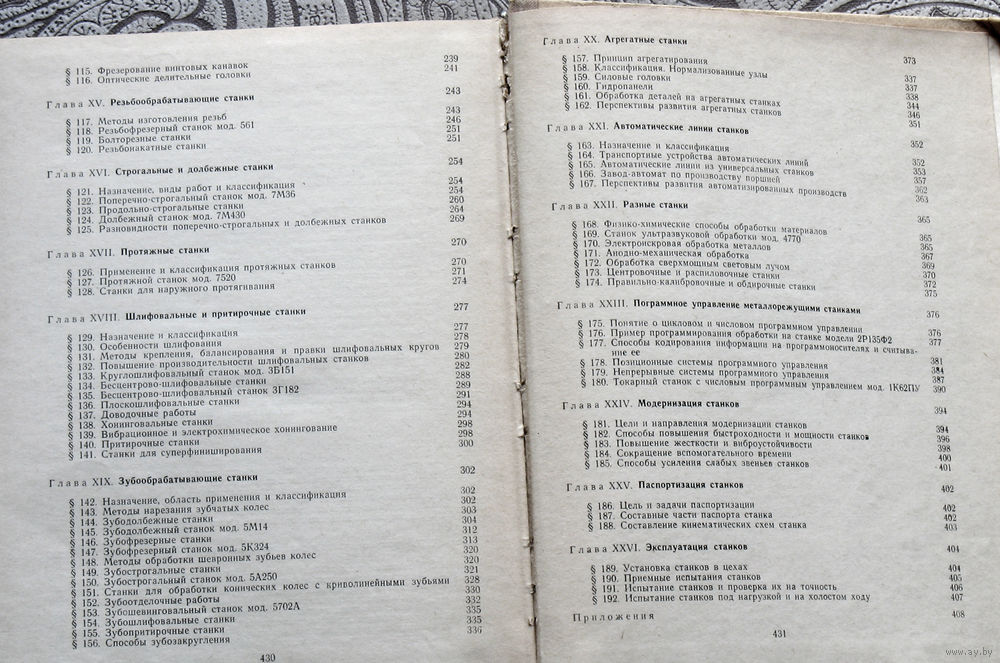 § 115. Фрезерование винтовых канавок 239
§ 116. Оптические делительные головки 241
Глава XV. Резьбообрабатывающие станки 243
§ 117. Методы изготовления резьб 243
§ 118. Резьбофрезерный станок мод. 561 246
§ 119. Болторезные станки 251
§ 120. Резьбонакатные станки 251
Глава XVI. Строгальные и долбежные станки 254
§ 121. Назначение, виды работ и классификация 254
§ 122. Поперечно-строгальный станок мод. 7М36 254
§ 123. Продольно-строгальные станки 260
§ 124. Долбежный станок мод. 7М430 264
§ 125. Разновидности поперечно-строгальных и долбежных станков 269
Глава XVII. Протяжные станки 270
§ 126. Применение и классификация протяжных станков 270
§ 127. Протяжной станок мод. 7520 271
§ 128. Станки для наружного протягивания 274
Глава XVIII. Шлифовальные и притирочные станки 277
§ 129. Назначение и классификация 277
§ 130. Особенности шлифования 278
§ 131. Методы крепления, балансирования и правки шлифовальных кругов 279
§ 132. Повышение производительности шлифовальных станков 280
§ 133. Круглошлифовальный станок мод. 3Б151 282
§ 134. Бесцентрово-шлифовальные станки 288
§ 135. Бесцентрово-шлифовальный станок 3Г182 289
§ 136. Плоскошлифовальные станки 291
§ 137. Доводочные работы 294
§ 138. Хонинговальные станки 294
§ 139. Вибрационное и электрохимическое хонингование 298
§ 140. Притирочные станки 298
§ 141. Станки для суперфиниширования 300
Глава XIX. Зубообрабатывающие станки 302
§ 142. Назначение, область применения и классификация 302
§ 143. Методы нарезания зубчатых колес 302
§ 144. Зубодолбежные станки 303
§ 145. Зубодолбежный станок мод. 5М14 304
§ 146. Зубофрезерные станки 312
§ 147. Зубофрезерный станок мод. 5К324 313
§ 148. Методы обработки шевронных зубьев колес 320
§ 149. Зубострогальные станки 320
§ 150. Зубострогальный станок мод. 5А250 321
§ 151. Станки для обработки конических колес с криволинейными зубьями 328
§ 152. Зубоотделочные работы 330
§ 153. Зубошевинговальный станок мод. 5702А 332
§ 154. Зубошлифовальные станки 335
§ 155. Зубопритирочные станки 335
§ 156. Способы зубозакругления 336
430
Глава XX. Агрегатные станки 373
§ 157. Принцип агрегатирования 337
§ 158. Классификация. Нормализованные узлы 337
§ 159. Силовые головки 338
§ 160. Гидропанели 344
§ 161. Обработка деталей на агрегатных станках 346
§ 162. Перспективы развития агрегатных станков 351
Глава XXI. Автоматические линии станков 352
§ 163. Назначение и классификация 352
§ 164. Транспортные устройства автоматических линий 353
§ 165. Автоматические линии из универсальных станков 357
§ 166. Завод-автомат по производству поршней 362
§ 167. Перспективы развития автоматизированных производств 363
Глава XXII. Разные станки 365
§ 168. Физико-химические способы обработки материалов 365
§ 169. Станок ультразвуковой обработки мод. 4770 365
§ 170. Электроискровая обработка металлов 367
§ 171. Анодно-механическая обработка 369
§ 172. Обработка сверхмощным световым лучом 370
§ 173. Центровочные и распиловочные станки 372
§ 174. Правильно-калибровочные и обдирочные станки 375
Глава XXIII. Пограммное управление металлорежущими станками 376
§ 175. Понятие о цикловом и числовом программном управлении 376
§ 176. Пример программирования обработки на станке модели 2Р135Ф2 377
§ 177. Способы кодирования информации на программоносителях и считыва-
ние ее 381
§ 178. Позиционные системы программного управления 384
§ 179. Непрерывные системы программного управления 387
§ 180. Токарный станок с числовым программным управлением мод. 1К62ПУ 390
Глава XXIV. Модернизация станков 394
§ 181. Цели и направления модернизации станков 394
§ 182. Способы повышения быстроходности и мощности станков 396
§ 183. Повышение жесткости и виброустойчивости 398
§ 184. Сокращение вспомогательного времени 400
§ 185. Способы усиления слабых звеньев станков 401
Глава XXV. Паспортизация станков 402
§ 186. Цель и задачи паспортизации 402
§ 187. Составные части паспорта станка 402
§ 188. Составление кинематических схем станка 403
Глава XXVI. Эксплуатация станков 404
§ 189. Установка станков в цехах 404
§ 190. Приемные испытания станков 405
§ 191. Испытание станков и проверка их на точность 406
§ 192. Испытание станков под нагрузкой и на холостом ходу 407
Приложения 408
431
www.ay.by